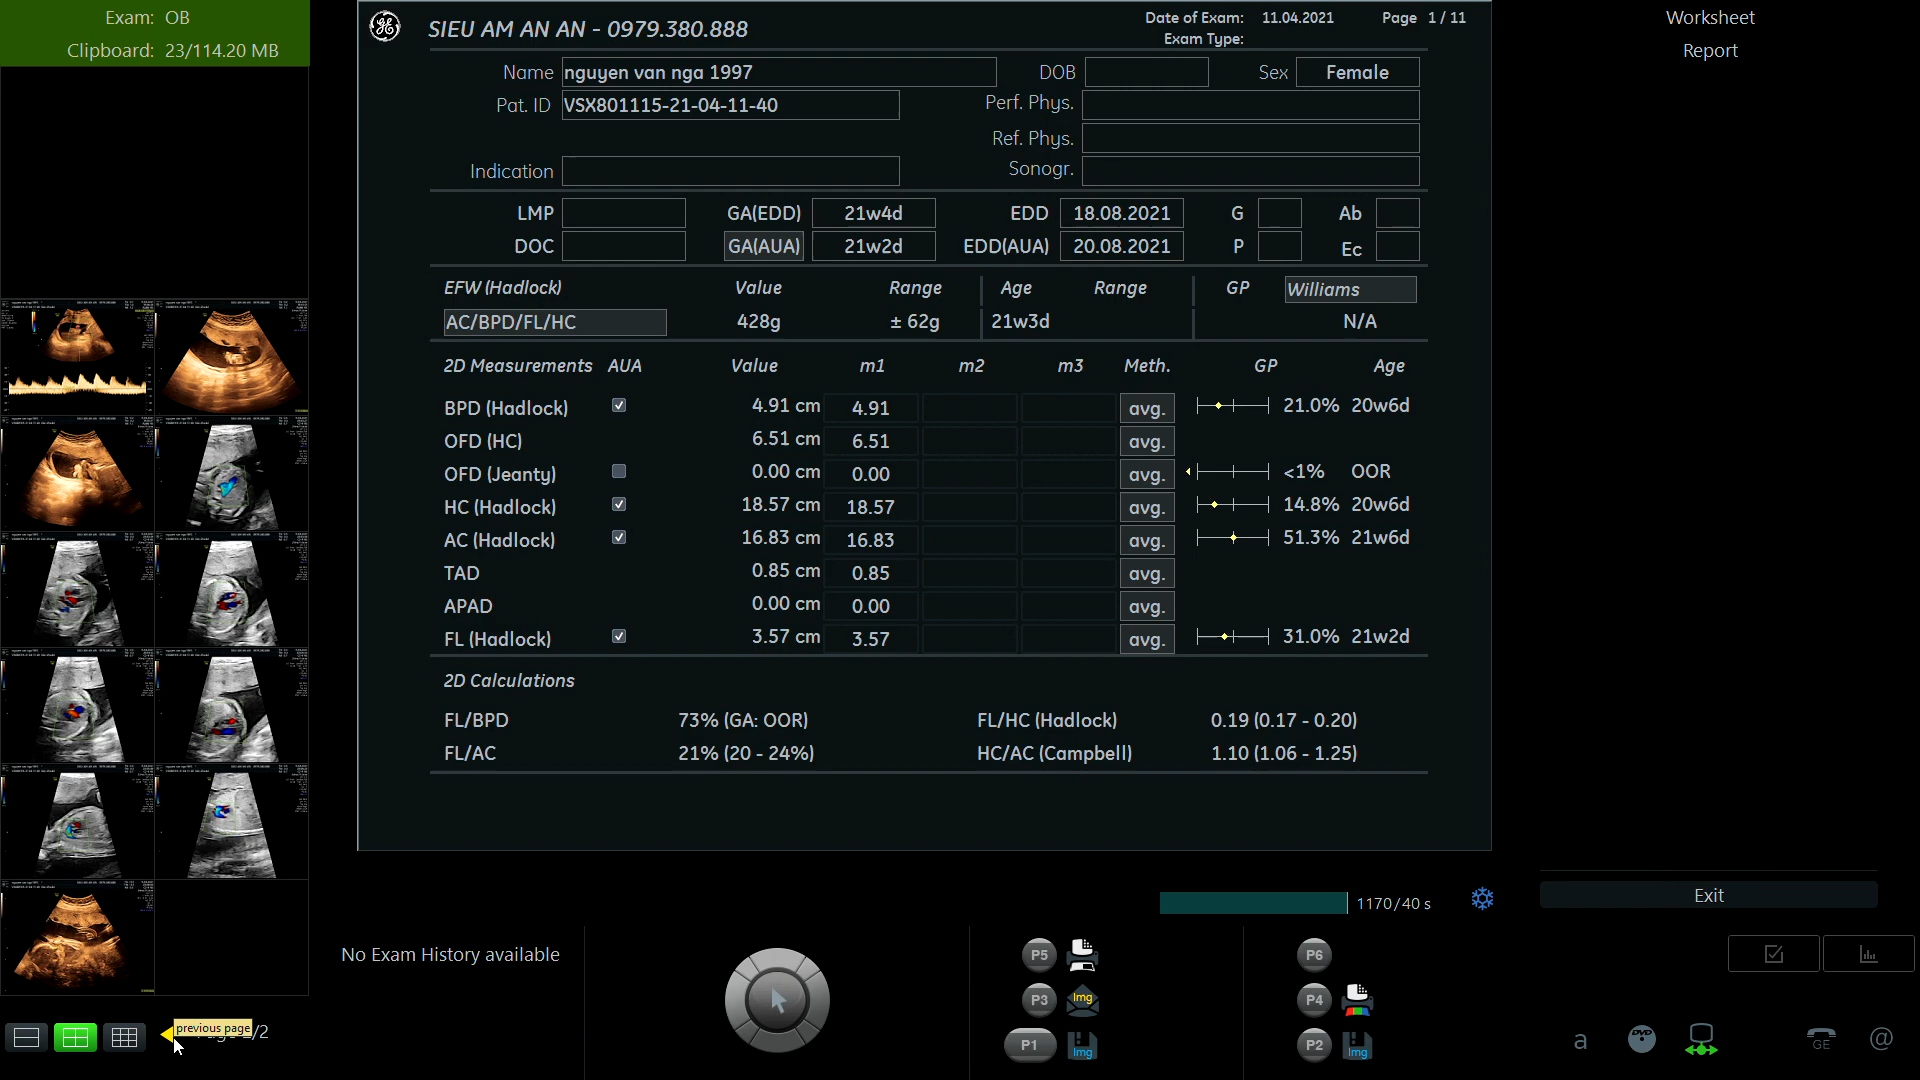 Exam: OB
Clipboard: 23/114.20 MB
SIEU AM AN AN - 0979.380.888
Date of Exam: 11.04.2021 Page 1 / 11
Exam Type:
Name nguyen van nga 1997 DOB Sex Female
Pat. ID VSX801115-21-04-11-40 Perf. Phys.
Ref. Phys.
Indication Sonogr.
LMP GA(EDD) 21w4d EDD 18.08.2021 G Ab
DOC GA(AUA) 21w2d EDD(AUA) 20.08.2021 P Ec
EFW (Hadlock) Value Range Age Range GP Williams
AC/BPD/FL/HC 428g ± 62g 21w3d N/A
2D Measurements AUA Value m1 m2 m3 Meth. GP Age
BPD (Hadlock) 4.91 cm 4.91 avg. 21.0% 20w6d
OFD (HC) 6.51 cm 6.51 avg.
OFD (Jeanty) 0.00 cm 0.00 avg. <1% OOR
HC (Hadlock) 18.57 cm 18.57 avg. 14.8% 20w6d
AC (Hadlock) 16.83 cm 16.83 avg. 51.3% 21w6d
TAD 0.85 cm 0.85 avg.
APAD 0.00 cm 0.00 avg.
FL (Hadlock) 3.57 cm 3.57 avg. 31.0% 21w2d
2D Calculations
FL/BPD 73% (GA: OOR) FL/HC (Hadlock) 0.19 (0.17 - 0.20)
FL/AC 21% (20 - 24%) HC/AC (Campbell) 1.10 (1.06 - 1.25)
Worksheet
Report
1170/40 s
Exit
No Exam History available
P5
P3 Img
P1 Img
P6
P4
P2 Img
previous page /2
a DVD GE @